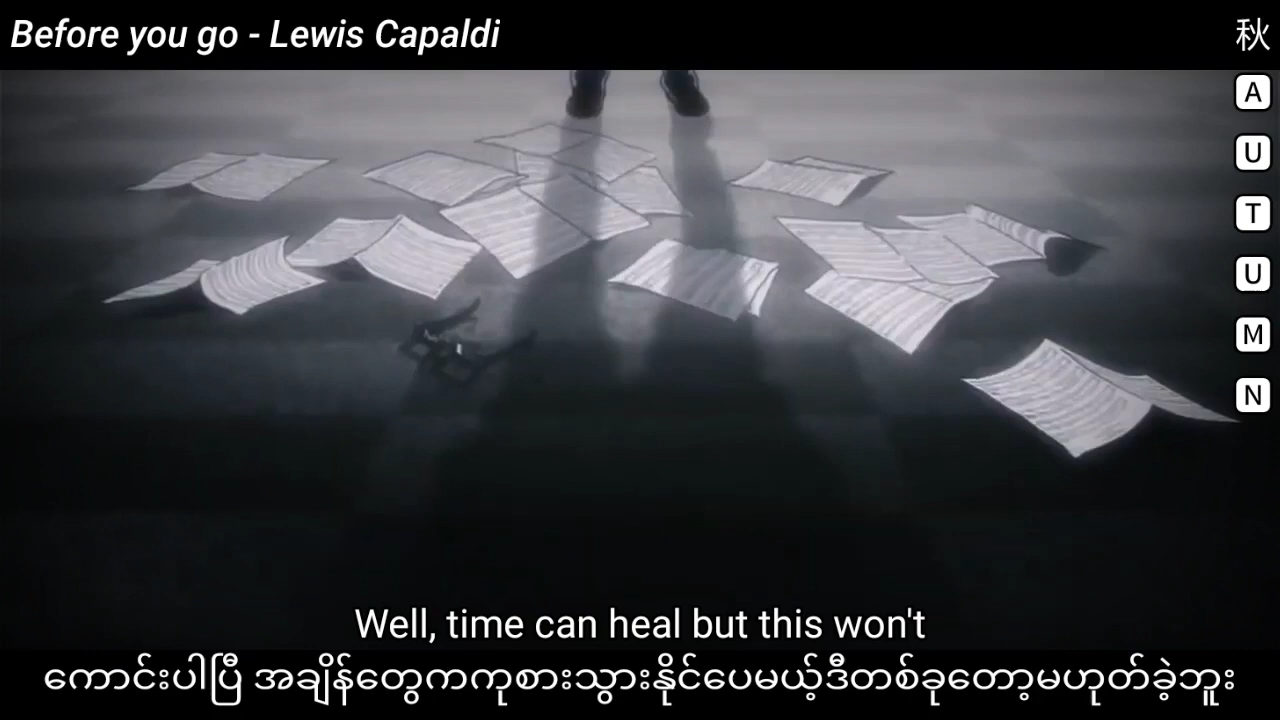 Before you go - Lewis Capaldi
秋
A
U
T
U
M
N
Well, time can heal but this won't
ကောင်းပါပြီ အချိန်တွေကကုစားသွားနိုင်ပေမယ့်ဒီတစ်ခုတော့မဟုတ်ခဲ့ဘူး